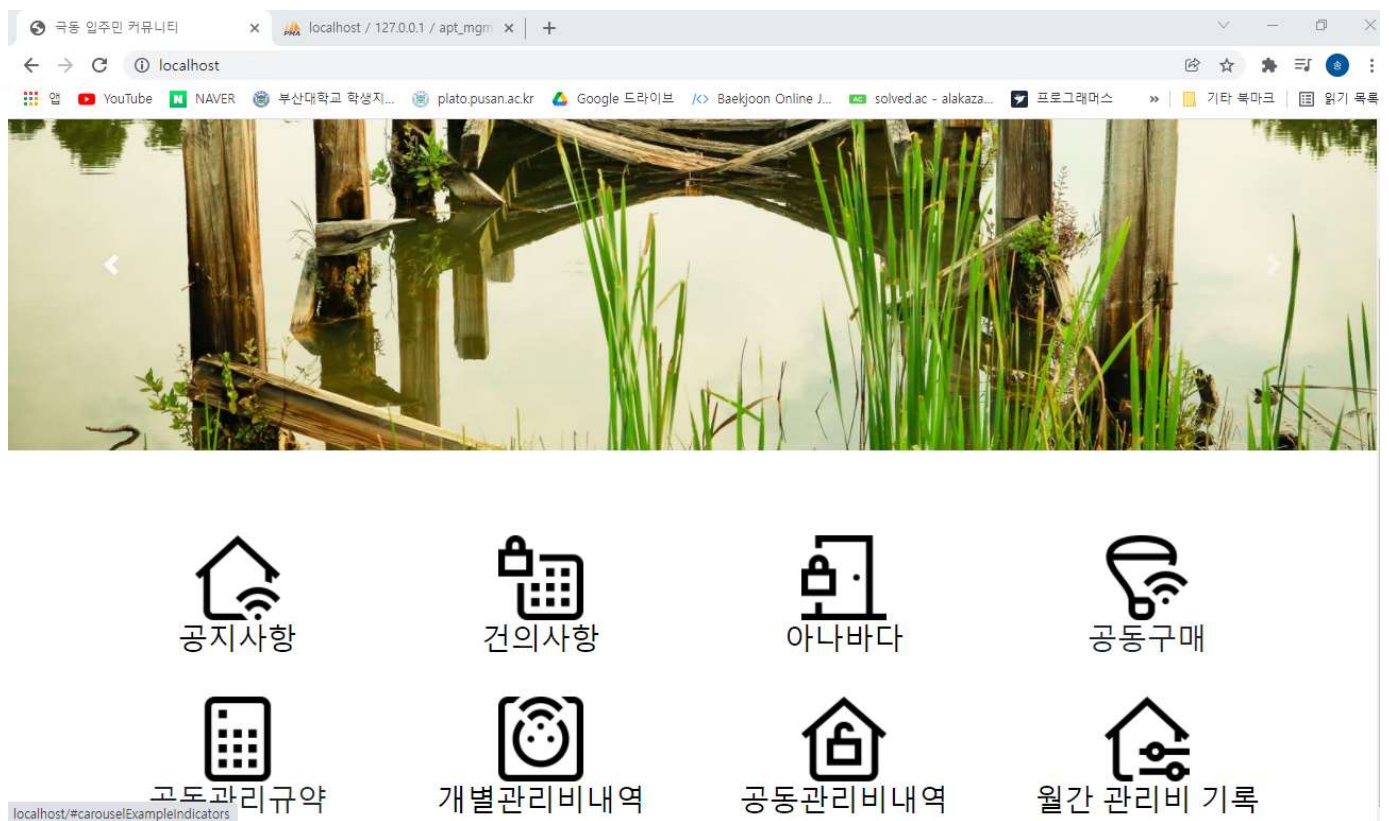 극동 입주민 커뮤니티
localhost / 127.0.0.1 / apt_mgm
localhost
앱 YouTube NAVER 부산대학교 학생지... plato.pusan.ac.kr Google 드라이브 Baekjoon Online J... solved.ac - alakaza... 프로그래머스 » 기타 북마크 읽기 목록
공지사항 건의사항 아나바다 공동구매
공동관리규약 개별관리비내역 공동관리비내역 월간 관리비 기록
localhost/#carouselExampleIndicators